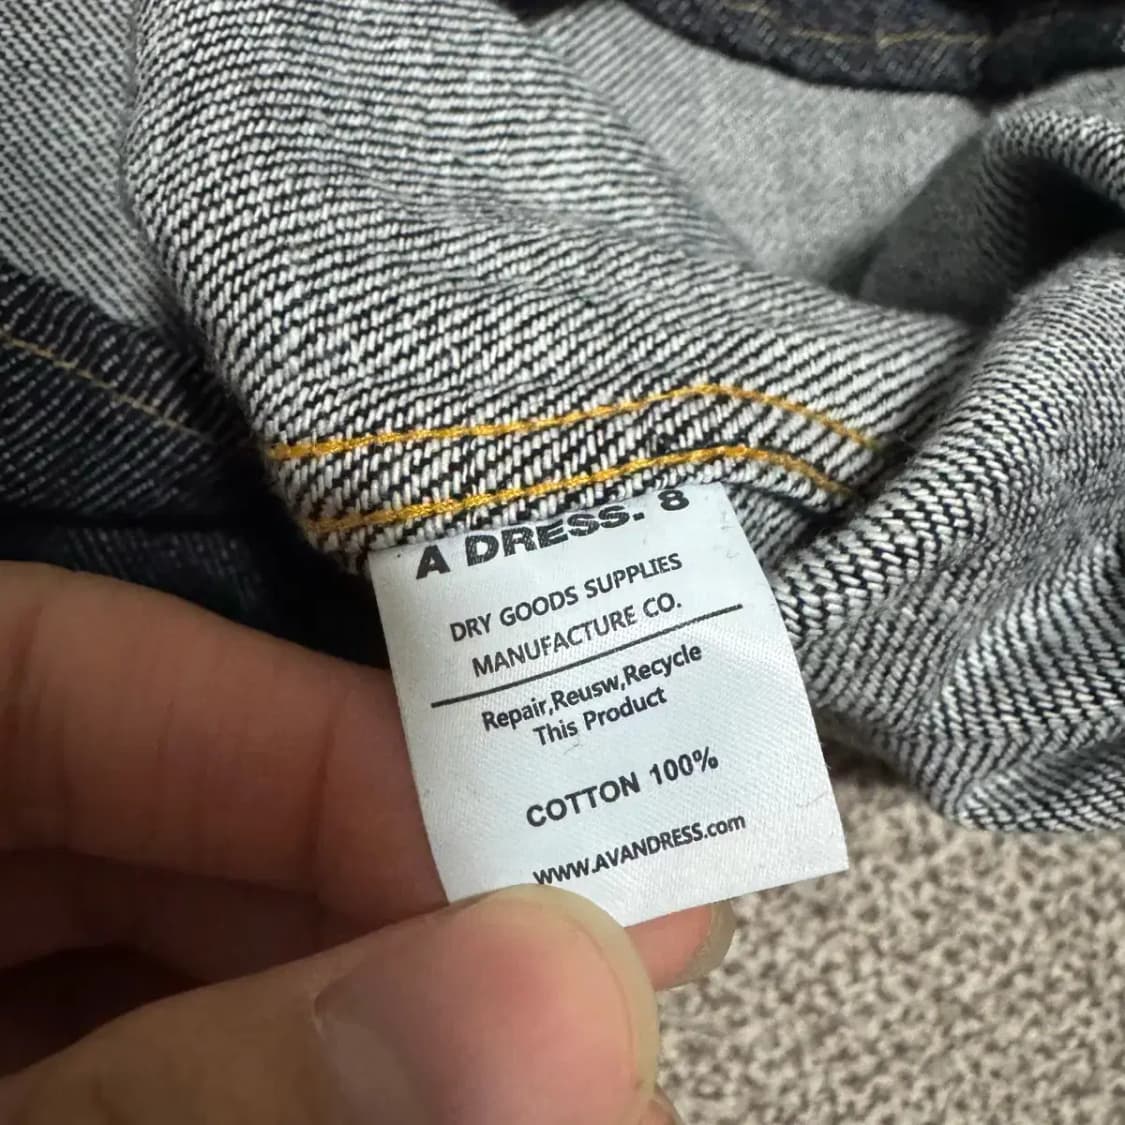 A DRESS. 8
DRY GOODS SUPPLIES
MANUFACTURE CO.
Repair,Reusw,Recycle
This Product
COTTON 100%
WWW.AVANDRESS.com